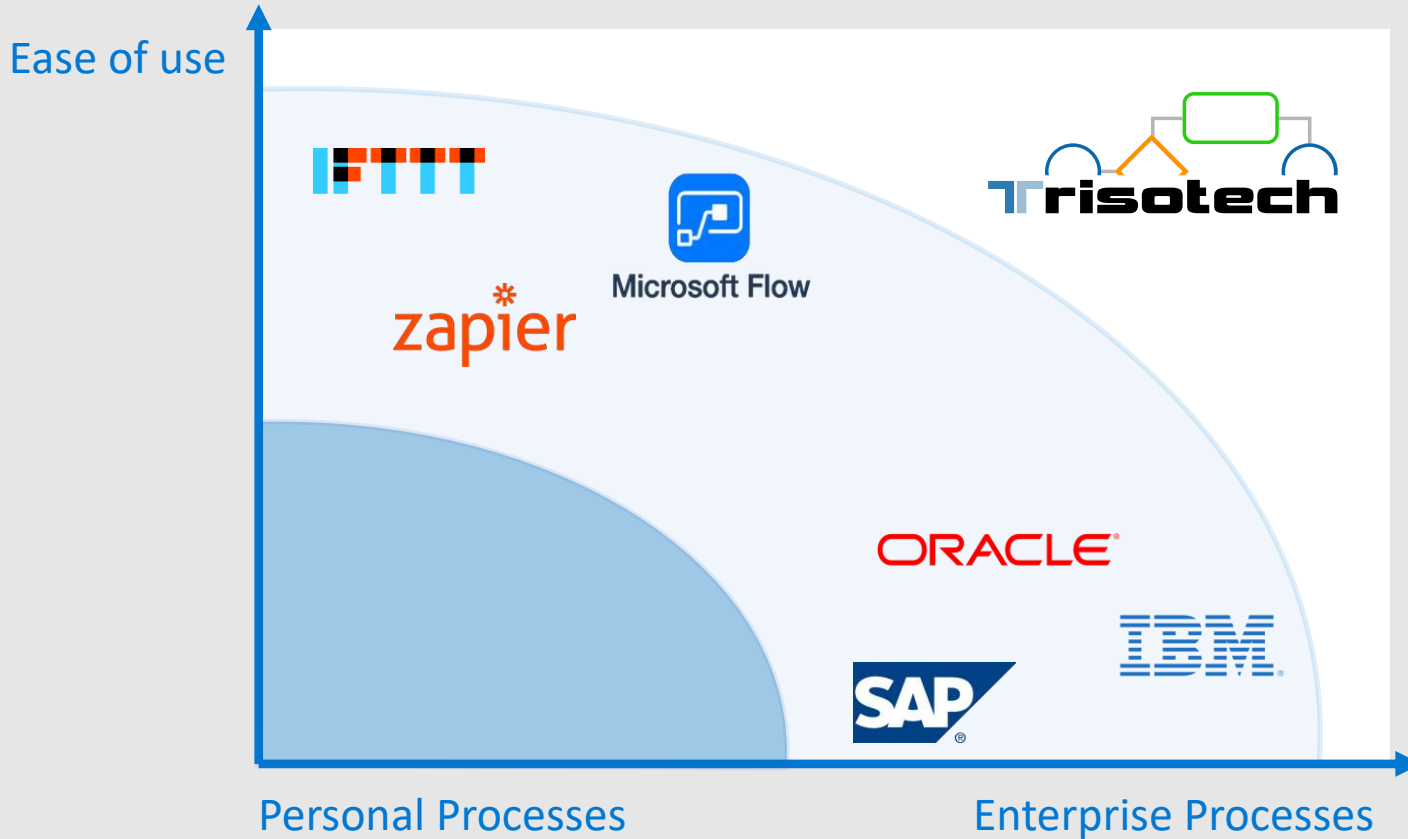 Ease of use
IFTTT
Trisotech
Microsoft Flow
zapier
ORACLE®
IBM®
SAP®
Personal Processes
Enterprise Processes